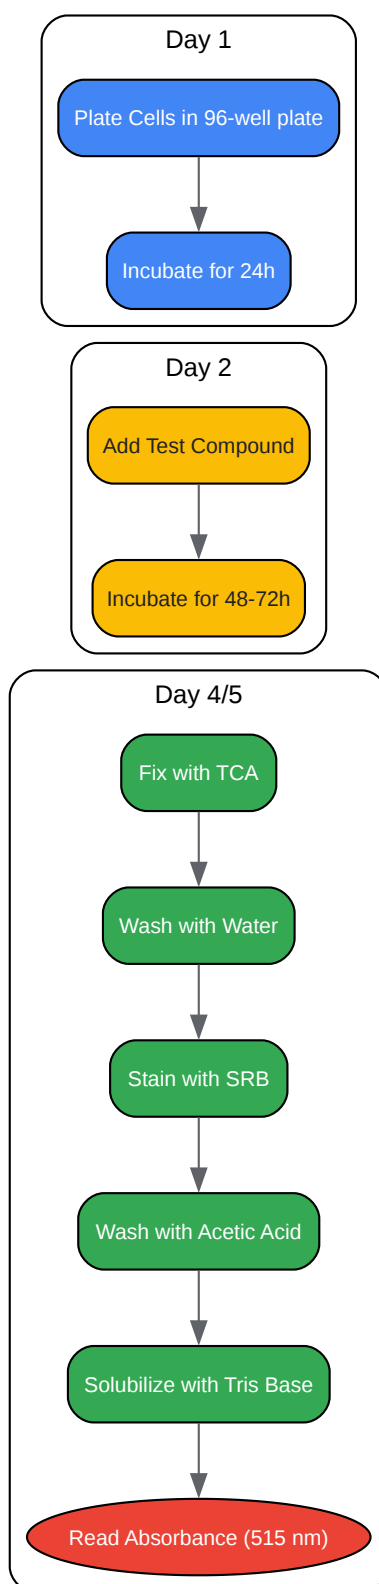 Day 1
Plate Cells in 96-well plate
Incubate for 24h
Day 2
Add Test Compound
Incubate for 48-72h
Day 4/5
Fix with TCA
Wash with Water
Stain with SRB
Wash with Acetic Acid
Solubilize with Tris Base
Read Absorbance (515 nm)